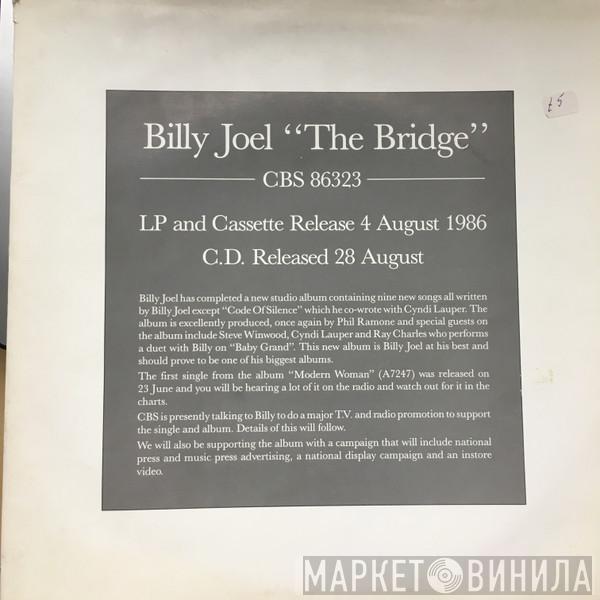 £5
Billy Joel “The Bridge”
CBS 86323
LP and Cassette Release 4 August 1986
C.D. Released 28 August
Billy Joel has completed a new studio album containing nine new songs all written
by Billy Joel except “Code Of Silence” which he co-wrote with Cyndi Lauper. The
album is excellently produced, once again by Phil Ramone and special guests on
the album include Steve Winwood, Cyndi Lauper and Ray Charles who performs
a duet with Billy on “Baby Grand”. This new album is Billy Joel at his best and
should prove to be one of his biggest albums.
The first single from the album “Modern Woman” (A7247) was released on
23 June and you will be hearing a lot of it on the radio and watch out for it in the
charts.
CBS is presently talking to Billy to do a major T.V. and radio promotion to support
the single and album. Details of this will follow.
We will also be supporting the album with a campaign that will include national
press and music press advertising, a national display campaign and an instore
video.
МАРКЕТ ВИНИЛА